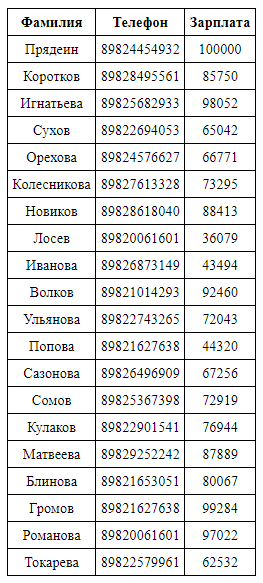 Фамилия Телефон Зарплата
Прядеин 89824454932 100000
Коротков 89828495561 85750
Игнатьева 89825682933 98052
Сухов 89822694053 65042
Орехова 89824576627 66771
Колесникова 89827613328 73295
Новиков 89828618040 88413
Лосев 89820061601 36079
Иванова 89826873149 43494
Волков 89821014293 92460
Ульянова 89822743265 72043
Попова 89821627638 44320
Сазонова 89826496909 67256
Сомов 89825367398 72919
Кулаков 89822901541 76944
Матвеева 89829252242 87889
Блинова 89821653051 80067
Громов 89821627638 99284
Романова 89820061601 97022
Токарева 89822579961 62532